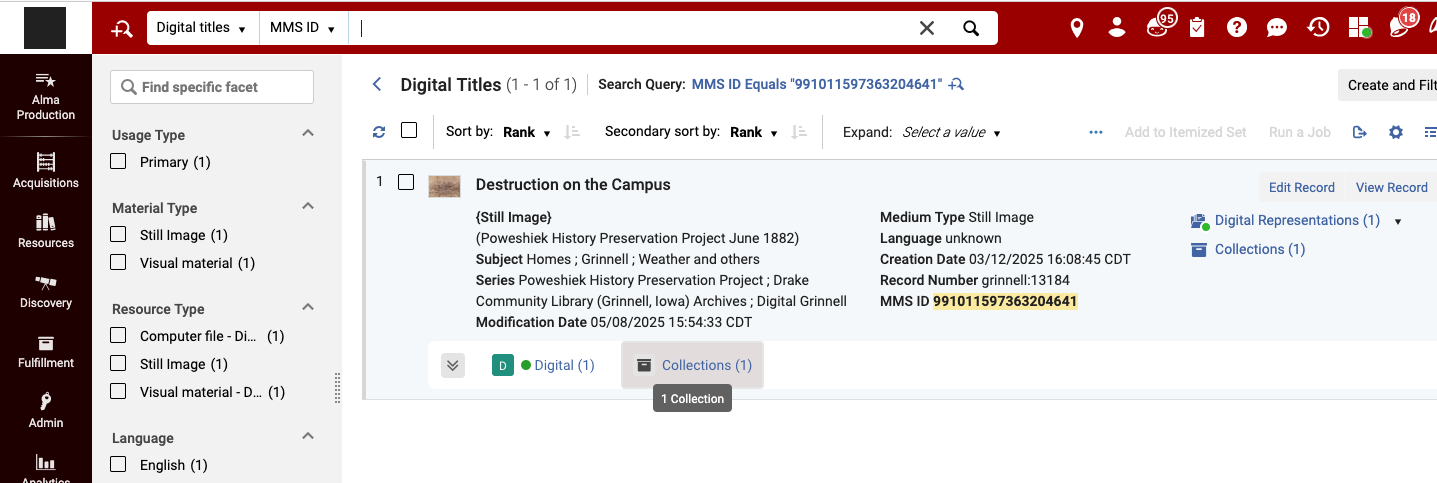 Digital titles
MMS ID
95
18
Alma
Production
Acquisitions
Resources
Discovery
Fulfillment
Admin
Analytics
Find specific facet
Usage Type
Primary (1)
Material Type
Still Image (1)
Visual material (1)
Resource Type
Computer file - Di... (1)
Still Image (1)
Visual material - D... (1)
Language
English (1)
Digital Titles (1 - 1 of 1) Search Query: MMS ID Equals "991011597363204641"
Create and Filt
Sort by: Rank Secondary sort by: Rank Expand: Select a value
Add to Itemized Set Run a Job
1 Destruction on the Campus
Edit Record View Record
{Still Image}
(Poweshiek History Preservation Project June 1882)
Subject Homes ; Grinnell ; Weather and others
Series Poweshiek History Preservation Project ; Drake
Community Library (Grinnell, Iowa) Archives ; Digital Grinnell
Modification Date 05/08/2025 15:54:33 CDT
Medium Type Still Image
Language unknown
Creation Date 03/12/2025 16:08:45 CDT
Record Number grinnell:13184
MMS ID 991011597363204641
Digital Representations (1)
Collections (1)
D Digital (1) Collections (1)
1 Collection